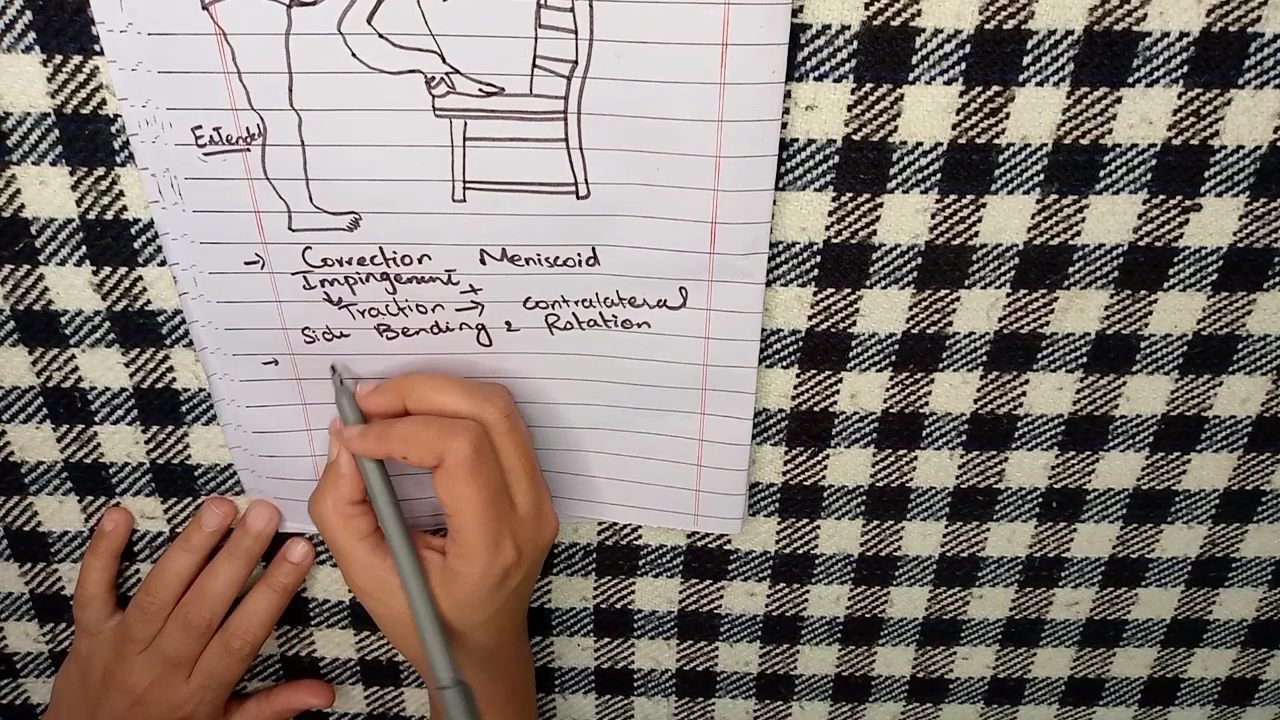 Extended
→ Correction Meniscoid
Impingement +
↳ Traction → contralateral
Side Bending & Rotation
→